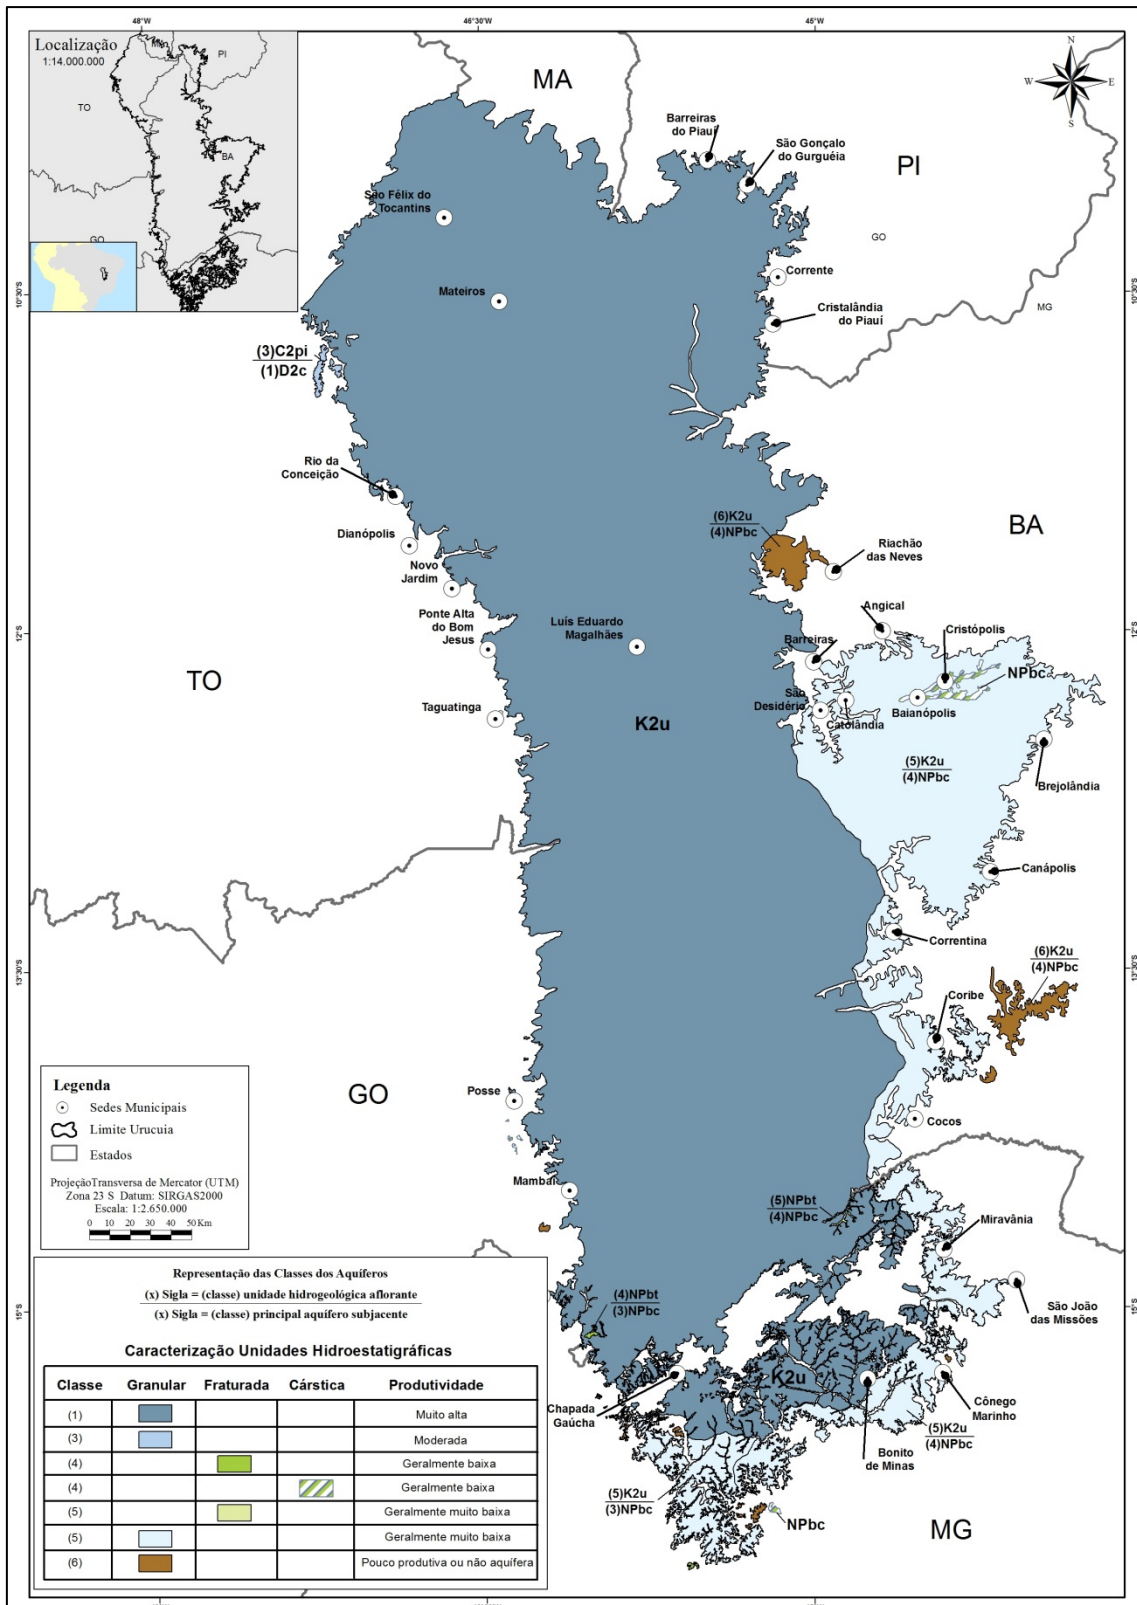 48°W
46°30'W
45°W
Localização
1:14.000.000
PI
TO
BA
GO
MA
N
W
E
S
Barreiras
do Piauí
São Gonçalo
do Gurguéia
PI
São Félix do
Tocantins
GO
Corrente
10°30'S
10°30'S
Mateiros
MG
Cristalândia
do Piauí
(3)C2pi
(1)D2c
Rio da
Conceição
(6)K2u
(4)NPbc
BA
Dianópolis
Riachão
das Neves
Novo
Jardim
Ponte Alta
do Bom
Jesus
Luís Eduardo
Magalhães
Angical
12°S
12°S
Barreiras
Cristópolis
NPbc
TO
São
Desidério
Baianópolis
Taguatinga
K2u
Catolândia
(5)K2u
(4)NPbc
Brejolândia
Canápolis
Correntina
(6)K2u
(4)NPbc
13°30'S
13°30'S
Coribe
Legenda
Sedes Municipais
Limite Urucuia
Estados
ProjeçãoTransversa de Mercator (UTM)
Zona 23 S Datum: SIRGAS2000
Escala: 1:2.650.000
0 10 20 30 40 50 Km
GO
Posse
Cocos
Mambaí
(5)NPbt
(4)NPbc
Miravânia
(4)NPbt
(3)NPbc
São João
das Missões
15°S
K2u
Chapada
Gaúcha
Cônego
Marinho
(5)K2u
(4)NPbc
Bonito
de Minas
(5)K2u
(3)NPbc
NPbc
MG
Representação das Classes dos Aquíferos
(x) Sigla = (classe) unidade hidrogeológica aflorante
(x) Sigla = (classe) principal aquífero subjacente
Caracterização Unidades Hidroestatigráficas
Classe Granular Fraturada Cárstica Produtividade
(1) Muito alta
(3) Moderada
(4) Geralmente baixa
(4) Geralmente baixa
(5) Geralmente muito baixa
(5) Geralmente muito baixa
(6) Pouco produtiva ou não aquífera